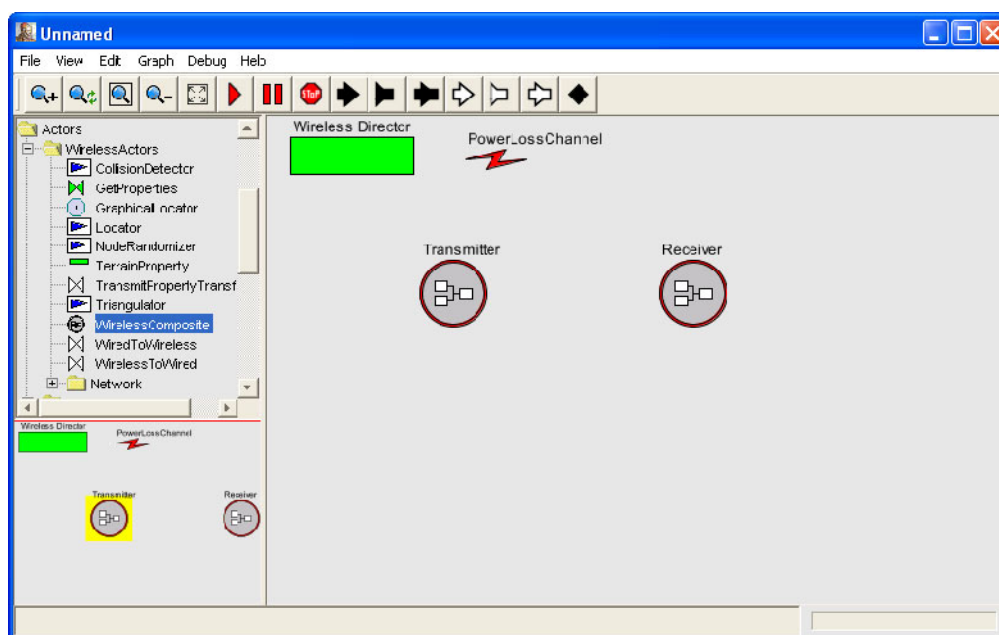 Unnamed
File View Edit Graph Debug Help
STOP
Actors
WirelessActors
CollisionDetector
GetProperties
GraphicalLocator
Locator
NodeRandomizer
TerrainProperty
TransmitPropertyTransf
Triangulator
WirelessComposite
WiredToWireless
WirelessToWired
Network
Wireless Director
PowerLossChannel
Transmitter
Receiver
Wireless Director
PowerLossChannel
Transmitter
Receiver